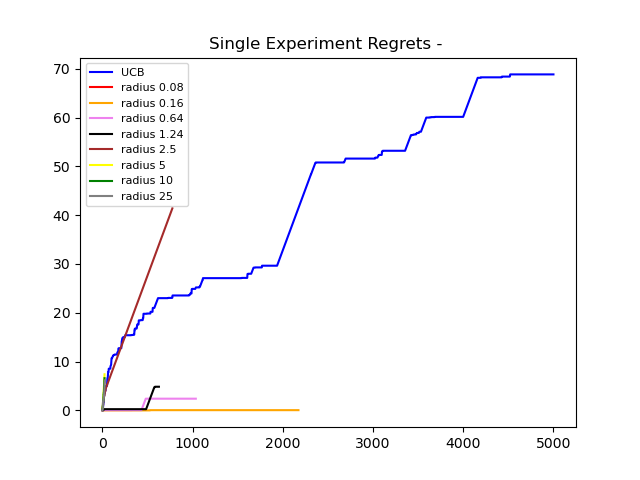 Single Experiment Regrets -
70
60
50
40
30
20
10
0
UCB
radius 0.08
radius 0.16
radius 0.64
radius 1.24
radius 2.5
radius 5
radius 10
radius 25
0 1000 2000 3000 4000 5000